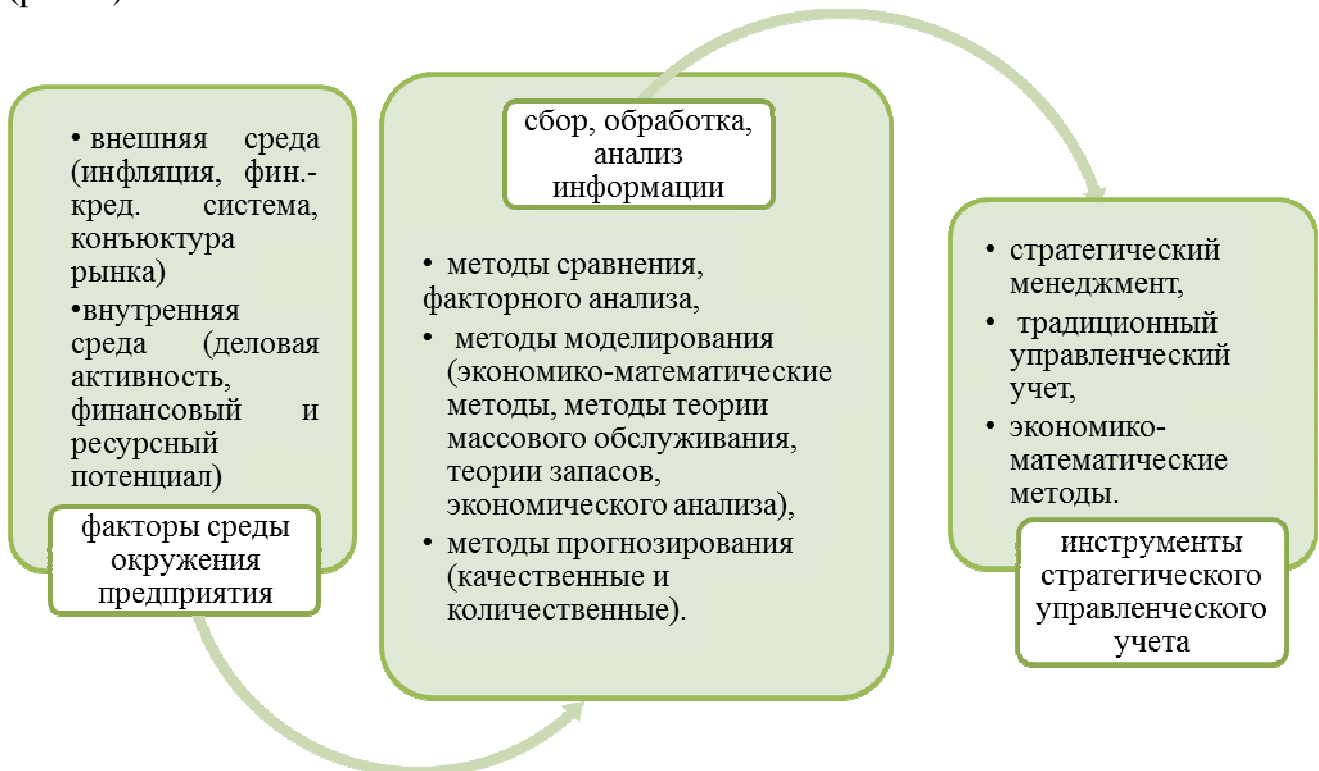 • внешняя среда
(инфляция, фин.-
кред. система,
конъюктура
рынка)
•внутренняя
среда (деловая
активность,
финансовый и
ресурсный
потенциал)
факторы среды
окружения
предприятия
сбор, обработка,
анализ
информации
• методы сравнения,
факторного анализа,
• методы моделирования
(экономико-математические
методы, методы теории
массового обслуживания,
теории запасов,
экономического анализа),
• методы прогнозирования
(качественные и
количественные).
• стратегический
менеджмент,
• традиционный
управленческий
учет,
• экономико-
математические
методы.
инструменты
стратегического
управленческого
учета